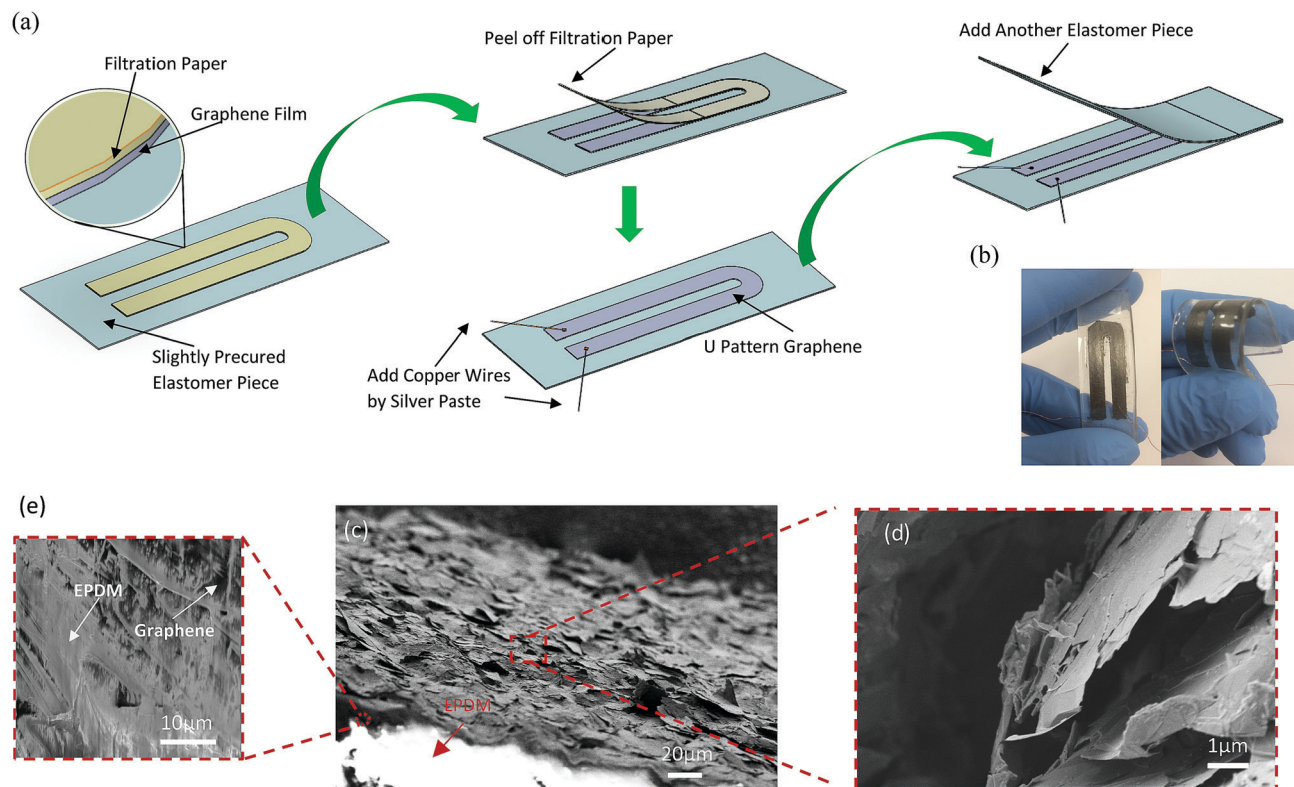 (a)
Filtration Paper
Graphene Film
Slightly Precured
Elastomer Piece
Peel off Filtration Paper
Add Copper Wires
by Silver Paste
U Pattern Graphene
Add Another Elastomer Piece
(b)
(e)
EPDM
Graphene
10μm
(c)
EPDM
20μm
(d)
1μm